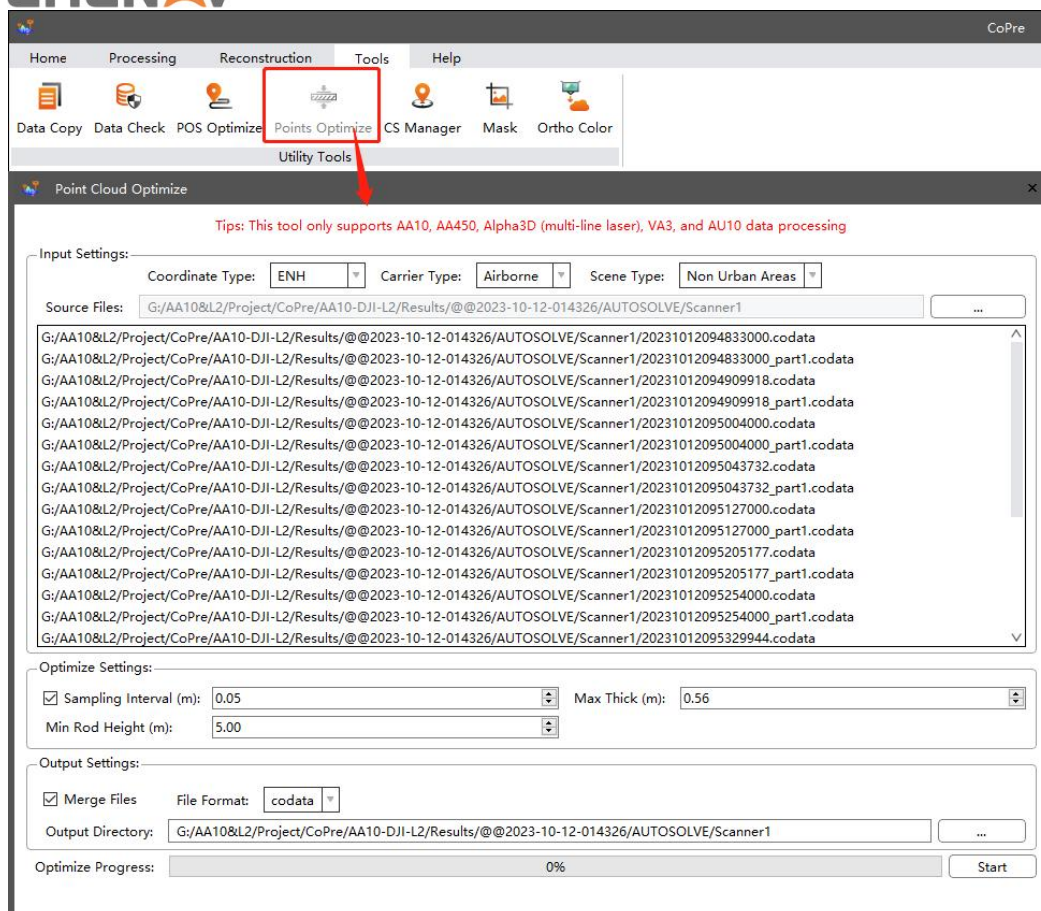 CoPre
Home Processing Reconstruction Tools Help
Data Copy Data Check POS Optimize Points Optimize CS Manager Mask Ortho Color
Utility Tools
Point Cloud Optimize
Tips: This tool only supports AA10, AA450, Alpha3D (multi-line laser), VA3, and AU10 data processing
Input Settings:
Coordinate Type: ENH Carrier Type: Airborne Scene Type: Non Urban Areas
Source Files: G:/AA10&L2/Project/CoPre/AA10-DJI-L2/Results/@@2023-10-12-014326/AUTOSOLVE/Scanner1 ...
G:/AA10&L2/Project/CoPre/AA10-DJI-L2/Results/@@2023-10-12-014326/AUTOSOLVE/Scanner1/20231012094833000.codata
G:/AA10&L2/Project/CoPre/AA10-DJI-L2/Results/@@2023-10-12-014326/AUTOSOLVE/Scanner1/20231012094833000_part1.codata
G:/AA10&L2/Project/CoPre/AA10-DJI-L2/Results/@@2023-10-12-014326/AUTOSOLVE/Scanner1/20231012094909918.codata
G:/AA10&L2/Project/CoPre/AA10-DJI-L2/Results/@@2023-10-12-014326/AUTOSOLVE/Scanner1/20231012094909918_part1.codata
G:/AA10&L2/Project/CoPre/AA10-DJI-L2/Results/@@2023-10-12-014326/AUTOSOLVE/Scanner1/20231012095004000.codata
G:/AA10&L2/Project/CoPre/AA10-DJI-L2/Results/@@2023-10-12-014326/AUTOSOLVE/Scanner1/20231012095004000_part1.codata
G:/AA10&L2/Project/CoPre/AA10-DJI-L2/Results/@@2023-10-12-014326/AUTOSOLVE/Scanner1/20231012095043732.codata
G:/AA10&L2/Project/CoPre/AA10-DJI-L2/Results/@@2023-10-12-014326/AUTOSOLVE/Scanner1/20231012095043732_part1.codata
G:/AA10&L2/Project/CoPre/AA10-DJI-L2/Results/@@2023-10-12-014326/AUTOSOLVE/Scanner1/20231012095127000.codata
G:/AA10&L2/Project/CoPre/AA10-DJI-L2/Results/@@2023-10-12-014326/AUTOSOLVE/Scanner1/20231012095127000_part1.codata
G:/AA10&L2/Project/CoPre/AA10-DJI-L2/Results/@@2023-10-12-014326/AUTOSOLVE/Scanner1/20231012095205177.codata
G:/AA10&L2/Project/CoPre/AA10-DJI-L2/Results/@@2023-10-12-014326/AUTOSOLVE/Scanner1/20231012095205177_part1.codata
G:/AA10&L2/Project/CoPre/AA10-DJI-L2/Results/@@2023-10-12-014326/AUTOSOLVE/Scanner1/20231012095254000.codata
G:/AA10&L2/Project/CoPre/AA10-DJI-L2/Results/@@2023-10-12-014326/AUTOSOLVE/Scanner1/20231012095254000_part1.codata
G:/AA10&L2/Project/CoPre/AA10-DJI-L2/Results/@@2023-10-12-014326/AUTOSOLVE/Scanner1/20231012095329944.codata
Optimize Settings:
Sampling Interval (m): 0.05 Max Thick (m): 0.56
Min Rod Height (m): 5.00
Output Settings:
Merge Files File Format: codata
Output Directory: G:/AA10&L2/Project/CoPre/AA10-DJI-L2/Results/@@2023-10-12-014326/AUTOSOLVE/Scanner1 ...
Optimize Progress: 0% Start